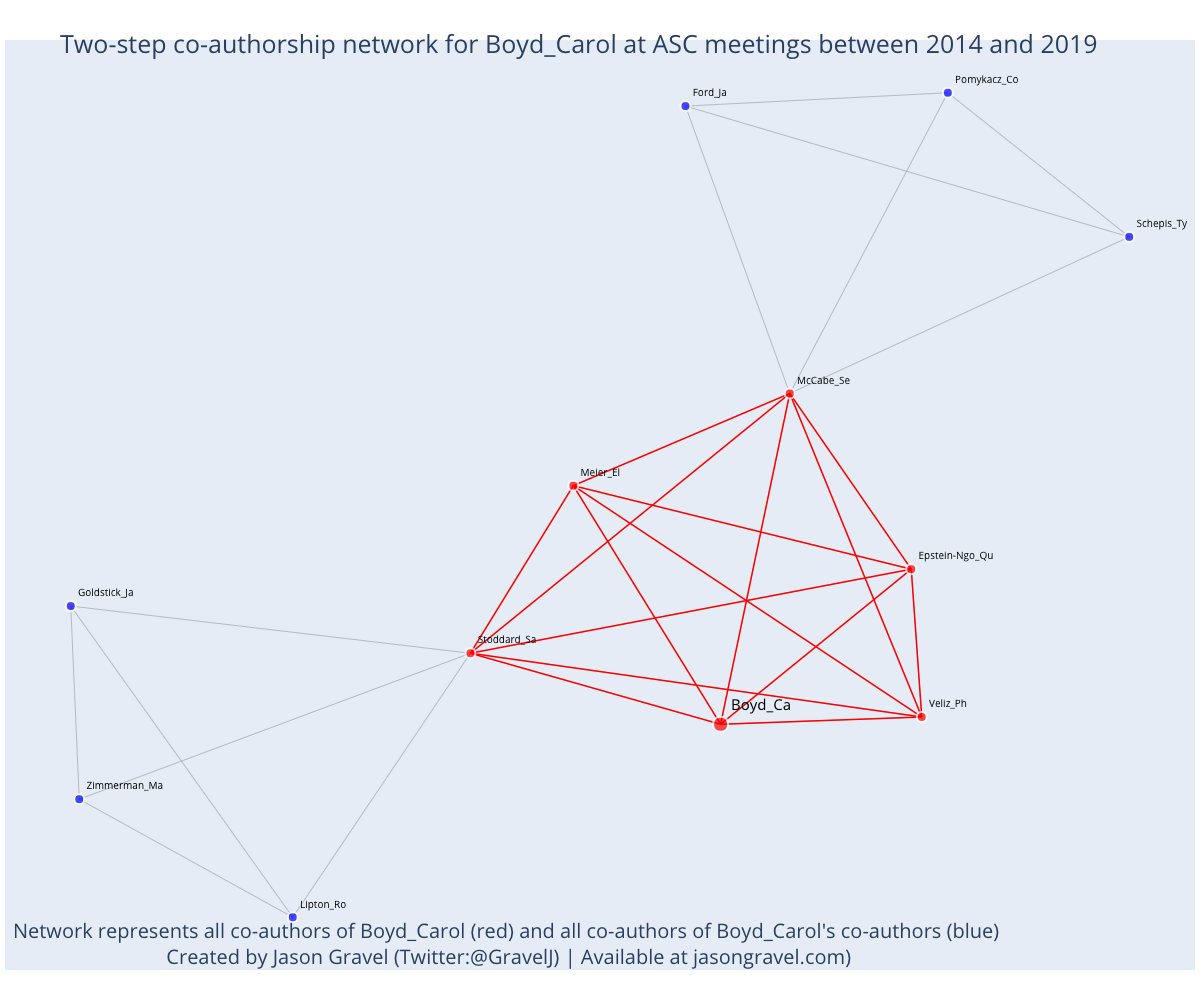 Two-step co-authorship network for Boyd_Carol at ASC meetings between 2014 and 2019
Pomykacz_Co
Ford_Ja
Schepis_Ty
McCabe_Se
Meier_El
Epstein-Ngo_Qu
Goldstick_Ja
Stoddard_Sa
Boyd_Ca
Veliz_Ph
Zimmerman_Ma
Lipton_Ro
Network represents all co-authors of Boyd_Carol (red) and all co-authors of Boyd_Carol's co-authors (blue)
Created by Jason Gravel (Twitter:@GravelJ) | Available at jasongravel.com)